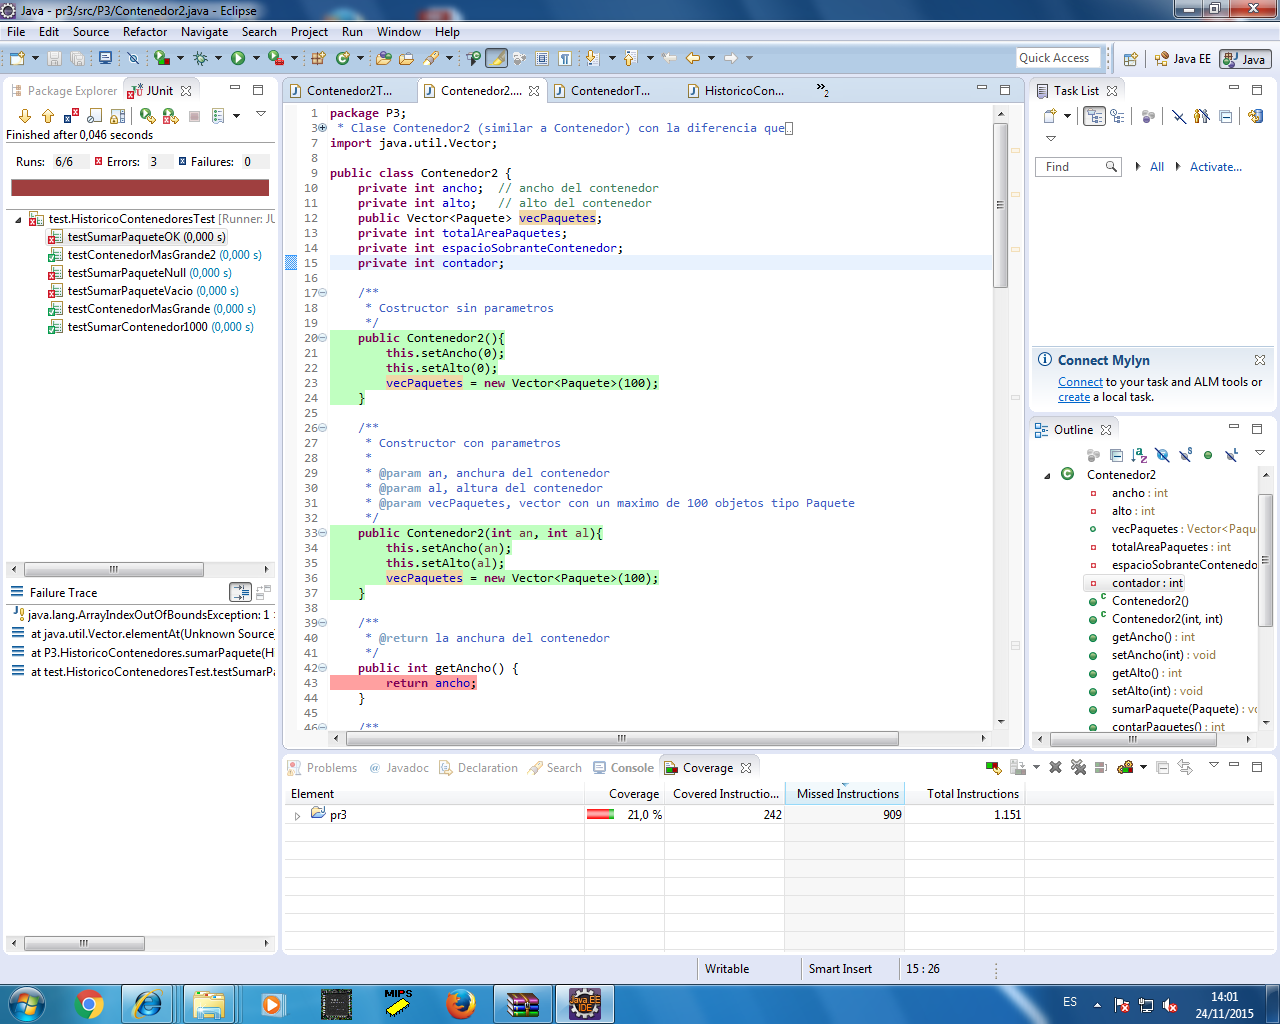 Java - pr3/src/P3/Contenedor2.java - Eclipse
File Edit Source Refactor Navigate Search Project Run Window Help
Quick Access Java EE Java
Package Explorer JUnit
Finished after 0,046 seconds
Runs: 6/6 Errors: 3 Failures: 0
test.HistoricoContenedoresTest [Runner: JU
testSumarPaqueteOK (0,000 s)
testContenedorMasGrande2 (0,000 s)
testSumarPaqueteNull (0,000 s)
testSumarPaqueteVacio (0,000 s)
testContenedorMasGrande (0,000 s)
testSumarContenedor1000 (0,000 s)
Failure Trace
java.lang.ArrayIndexOutOfBoundsException: 1
at java.util.Vector.elementAt(Unknown Source)
at P3.HistoricoContenedores.sumarPaquete(H
at test.HistoricoContenedoresTest.testSumarPa
Contenedor2T... Contenedor2.... ContenedorT... HistoricoCon... »2
1 package P3;
3 * Clase Contenedor2 (similar a Contenedor) con la diferencia que
7 import java.util.Vector;
8
9 public class Contenedor2 {
10 private int ancho; // ancho del contenedor
11 private int alto; // alto del contenedor
12 public Vector<Paquete> vecPaquetes;
13 private int totalAreaPaquetes;
14 private int espacioSobranteContenedor;
15 private int contador;
16
17 /**
18 * Costructor sin parametros
19 */
20 public Contenedor2(){
21 this.setAncho(0);
22 this.setAlto(0);
23 vecPaquetes = new Vector<Paquete>(100);
24 }
25
26 /**
27 * Constructor con parametros
28 *
29 * @param an, anchura del contenedor
30 * @param al, altura del contenedor
31 * @param vecPaquetes, vector con un maximo de 100 objetos tipo Paquete
32 */
33 public Contenedor2(int an, int al){
34 this.setAncho(an);
35 this.setAlto(al);
36 vecPaquetes = new Vector<Paquete>(100);
37 }
38
39 /**
40 * @return la anchura del contenedor
41 */
42 public int getAncho() {
43 return ancho;
44 }
45
46 /**
Task List
Find All Activate...
Connect Mylyn
Connect to your task and ALM tools or
create a local task.
Outline
Contenedor2
ancho : int
alto : int
vecPaquetes : Vector<Paqu
totalAreaPaquetes : int
espacioSobranteContenedo
contador : int
Contenedor2()
Contenedor2(int, int)
getAncho() : int
setAncho(int) : void
getAlto() : int
setAlto(int) : void
sumarPaquete(Paquete) : vo
contarPaquetes() : int
Problems Javadoc Declaration Search Console Coverage
Element Coverage Covered Instructio... Missed Instructions Total Instructions
pr3 21,0 % 242 909 1.151
Writable Smart Insert 15 : 26
MIPS
Java EE
IDE
ES
14:01
24/11/2015